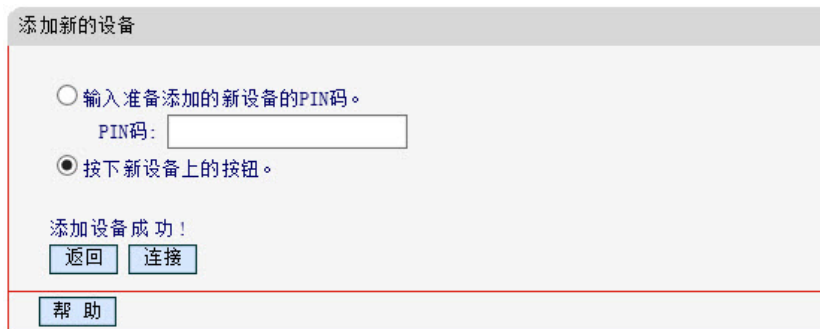 添加新的设备
输入准备添加的新设备的PIN码。
PIN码:
按下新设备上的按钮。
添加设备成功!
返回 连接
帮 助